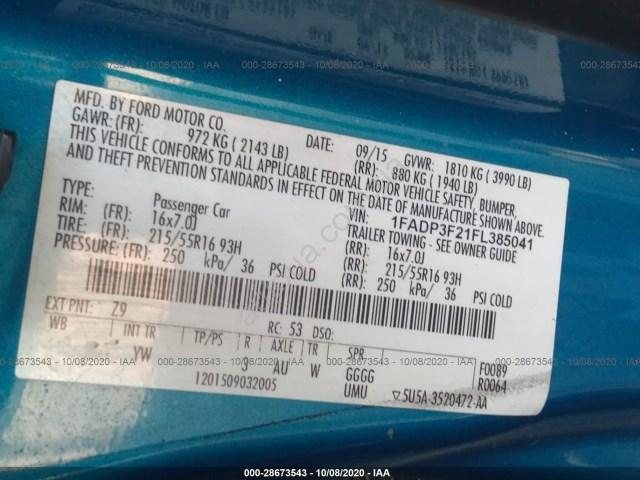 MFD. BY FORD MOTOR CO.
DATE: 09/15 GVWR: 1810 KG ( 3990 LB)
GAWR: (FR): 972 KG ( 2143 LB) (RR): 880 KG ( 1940 LB)
THIS VEHICLE CONFORMS TO ALL APPLICABLE FEDERAL MOTOR VEHICLE SAFETY, BUMPER,
AND THEFT PREVENTION STANDARDS IN EFFECT ON THE DATE OF MANUFACTURE SHOWN ABOVE.
VIN: 1FADP3F21FL385041
TYPE: Passenger Car TRAILER TOWING - SEE OWNER GUIDE
RIM: (FR): 16x7.0J (RR): 16x7.0J
TIRE: (FR): 215/55R16 93H (RR): 215/55R16 93H
PRESSURE: (FR): 250 kPa/ 36 PSI COLD (RR): 250 kPa/ 36 PSI COLD
EXT PNT: Z9 RC: 53 DSO:
WB INT TR TP/PS R AXLE TR SPR
YW 3 AU W GGGG
UMU
F0089
R0064
1201509032005
▽5U5A-3520472-AA
000-28673543 - 10/08/2020 - IAA